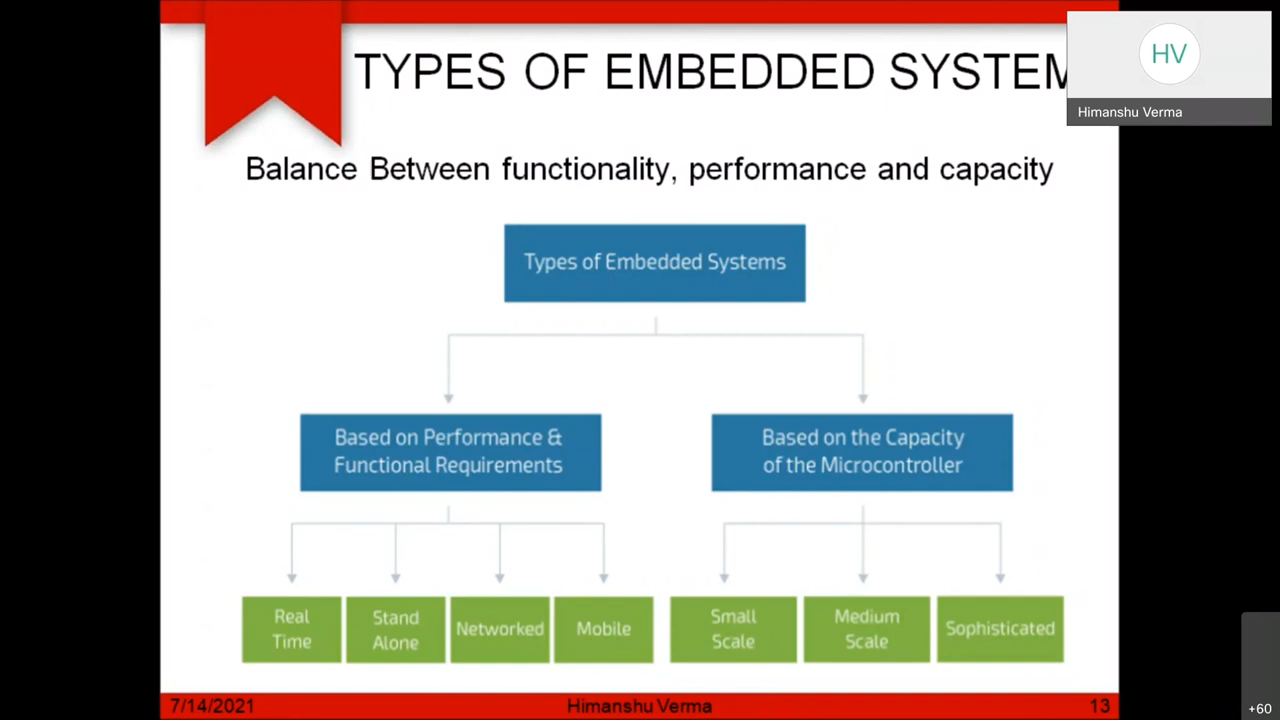 TYPES OF EMBEDDED SYSTEM
HV
Himanshu Verma
Balance Between functionality, performance and capacity
Types of Embedded Systems
Based on Performance &
Functional Requirements
Based on the Capacity
of the Microcontroller
Real
Time
Stand
Alone
Networked
Mobile
Small
Scale
Medium
Scale
Sophisticated
7/14/2021
Himanshu Verma
13
+60